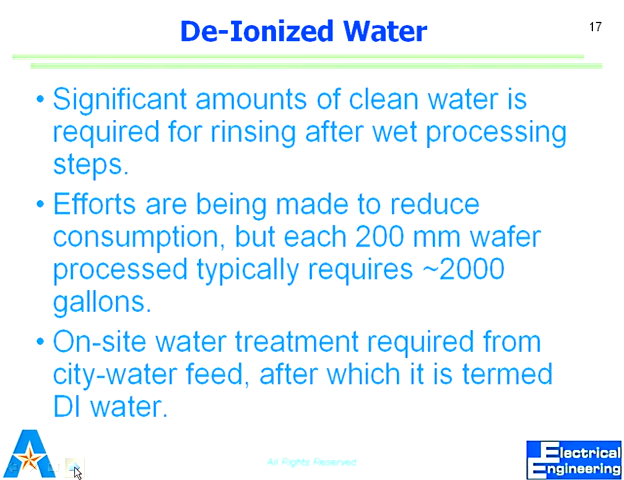 De-Ionized Water
17
• Significant amounts of clean water is
required for rinsing after wet processing
steps.
• Efforts are being made to reduce
consumption, but each 200 mm wafer
processed typically requires ~2000
gallons.
• On-site water treatment required from
city-water feed, after which it is termed
DI water.
All Rights Reserved
Electrical
Engineering